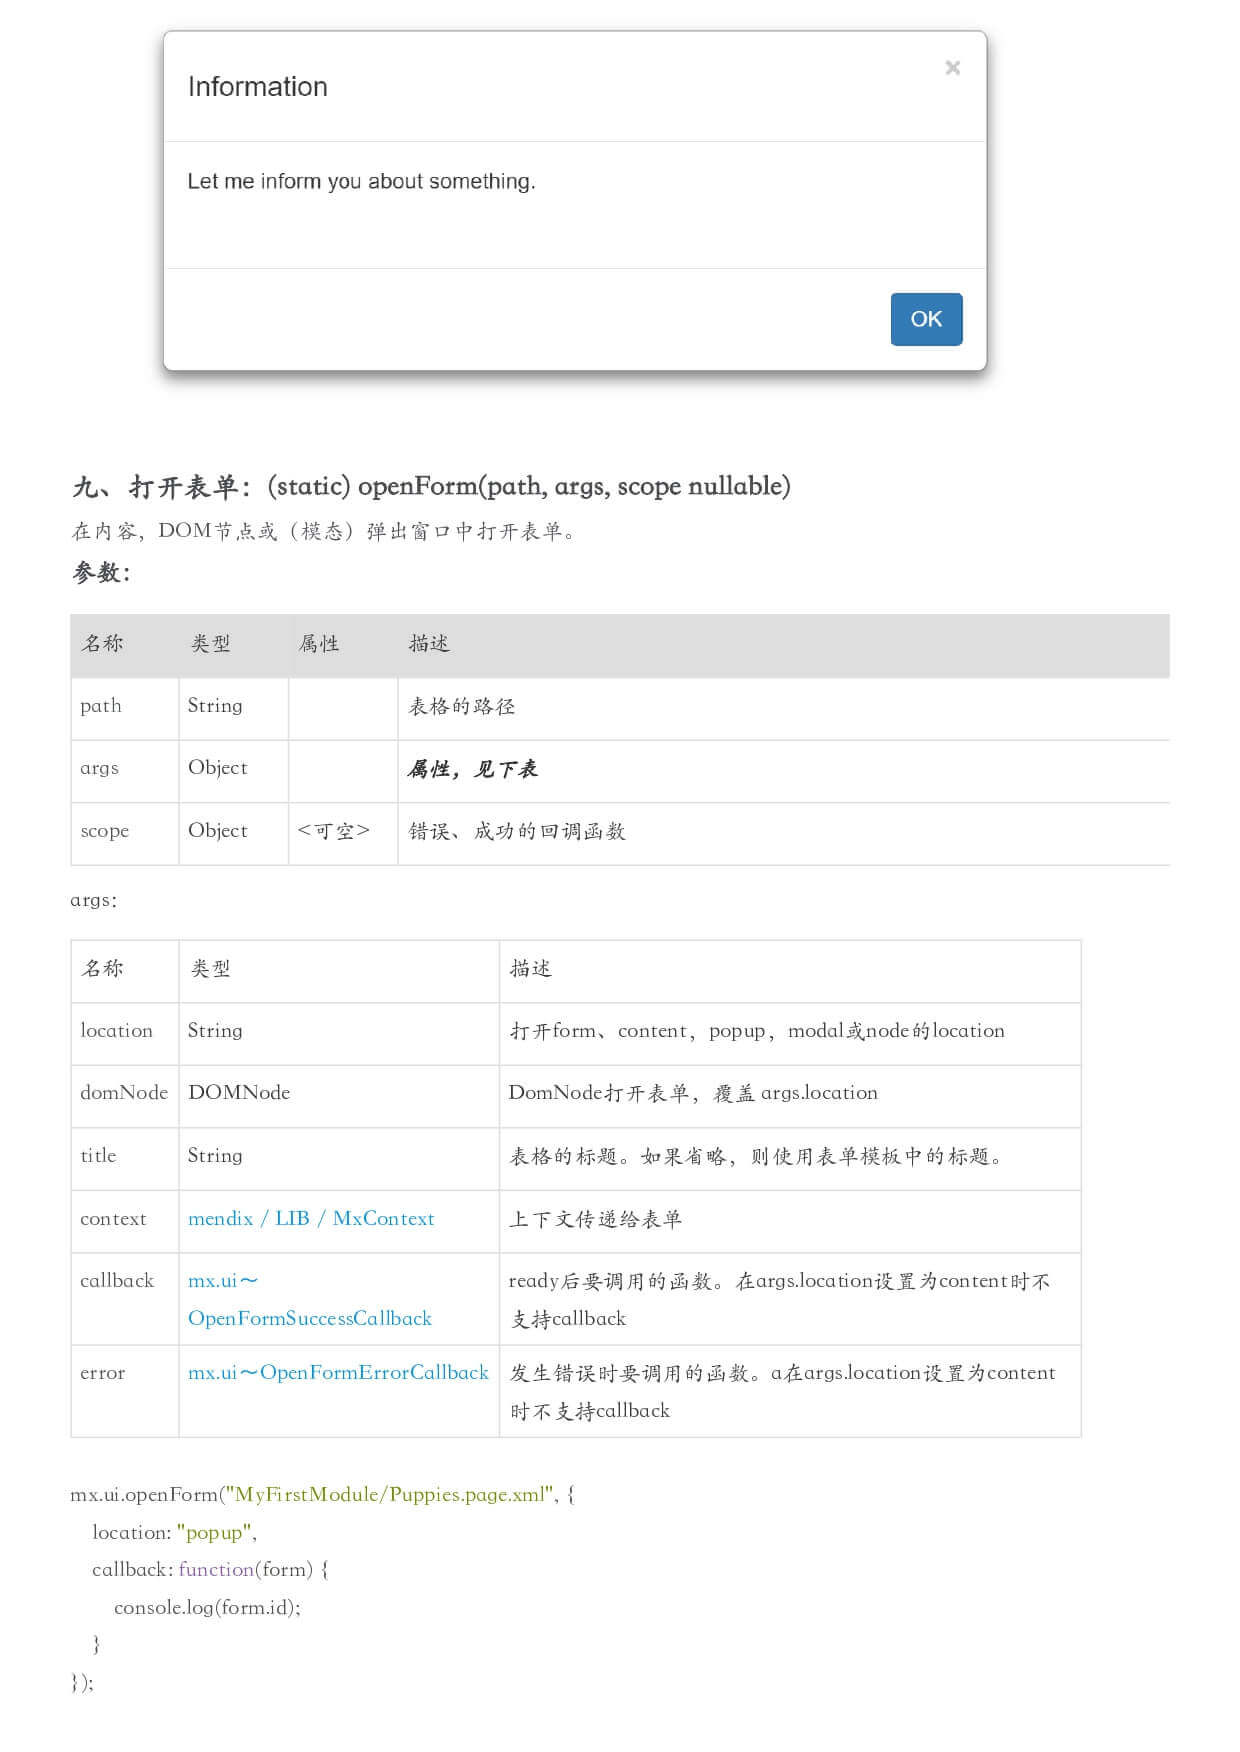 ×
Information
Let me inform you about something.
OK
九、打开表单：(static) openForm(path, args, scope nullable)
在内容，DOM节点或（模态）弹出窗口中打开表单。
参数：
名称 类型 属性 描述
path String 表格的路径
args Object 属性，见下表
scope Object <可空> 错误、成功的回调函数
args：
名称 类型 描述
location String 打开form、content，popup，modal或node的location
domNode DOMNode DomNode打开表单，覆盖 args.location
title String 表格的标题。如果省略，则使用表单模板中的标题。
context mendix / LIB / MxContext 上下文传递给表单
callback mx.ui～ ready后要调用的函数。在args.location设置为content时不
OpenFormSuccessCallback 支持callback
error mx.ui～OpenFormErrorCallback 发生错误时要调用的函数。a在args.location设置为content
时不支持callback
mx.ui.openForm("MyFirstModule/Puppies.page.xml", {
location: "popup",
callback: function(form) {
console.log(form.id);
}
});